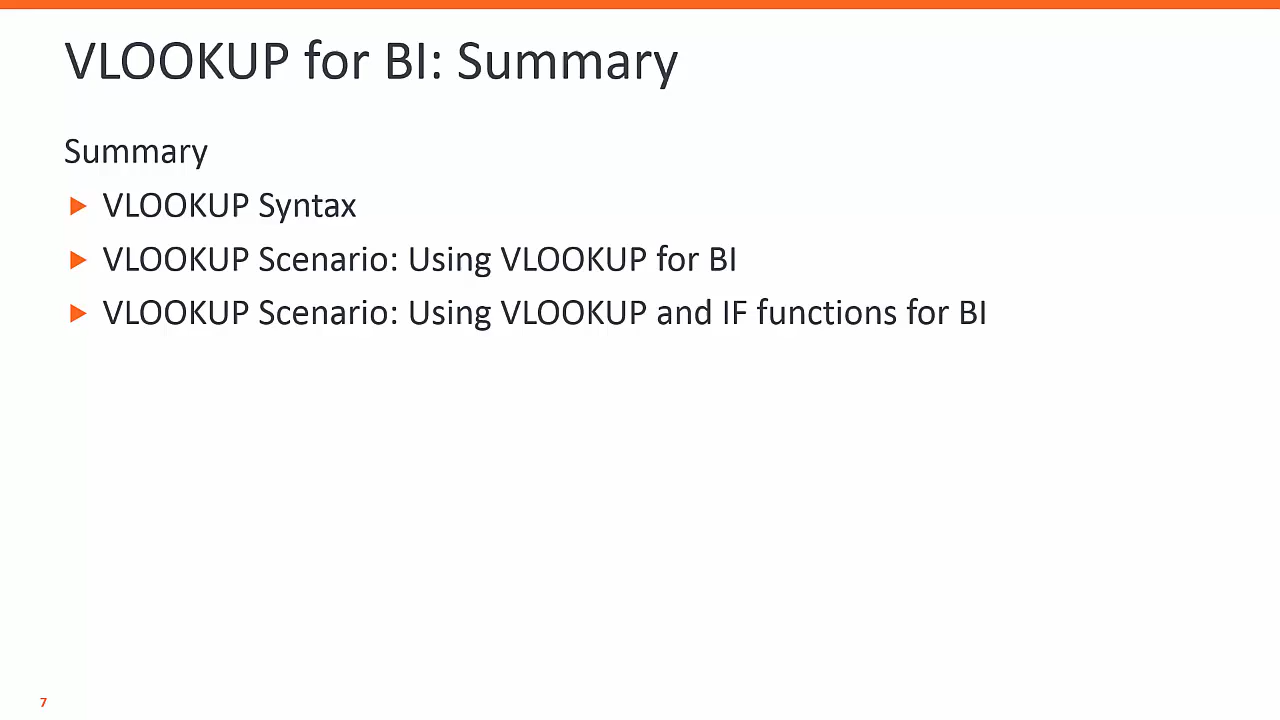 VLOOKUP for BI: Summary
Summary
VLOOKUP Syntax
VLOOKUP Scenario: Using VLOOKUP for BI
VLOOKUP Scenario: Using VLOOKUP and IF functions for BI
7